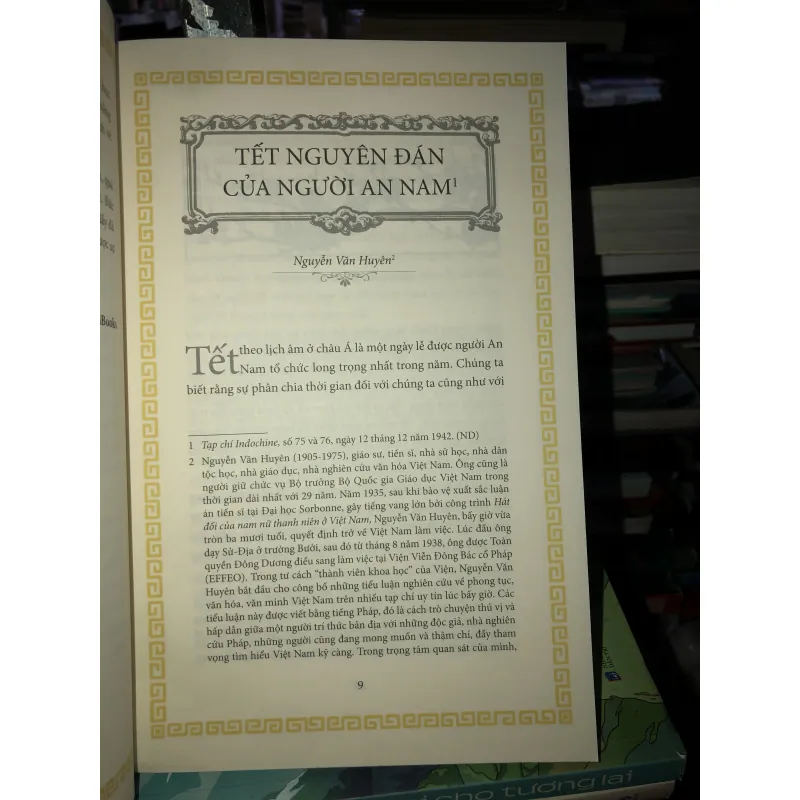 TẾT NGUYÊN ĐÁN
CỦA NGƯỜI AN NAM¹
Nguyễn Văn Huyên²
Tết theo lịch âm ở châu Á là một ngày lễ được người An
Nam tổ chức long trọng nhất trong năm. Chúng ta
biết rằng sự phân chia thời gian đối với chúng ta cũng như với
1 Tạp chí Indochine, số 75 và 76, ngày 12 tháng 12 năm 1942. (ND)
2 Nguyễn Văn Huyên (1905-1975), giáo sư, tiến sĩ, nhà sử học, nhà dân
tộc học, nhà giáo dục, nhà nghiên cứu văn hóa Việt Nam. Ông cũng là
người giữ chức vụ Bộ trưởng Bộ Quốc gia Giáo dục Việt Nam trong
thời gian dài nhất với 29 năm. Năm 1935, sau khi bảo vệ xuất sắc luận
án tiến sĩ tại Đại học Sorbonne, gây tiếng vang lớn bởi công trình Hát
đối của nam nữ thanh niên ở Việt Nam, Nguyễn Văn Huyên, bấy giờ vừa
tròn ba mươi tuổi, quyết định trở về Việt Nam làm việc. Lúc đầu ông
dạy Sử-Địa ở trường Bưởi, sau đó từ tháng 8 năm 1938, ông được Toàn
quyền Đông Dương điều sang làm việc tại Viện Viễn Đông Bác cổ Pháp
(EFFEO). Trong tư cách “thành viên khoa học” của Viện, Nguyễn Văn
Huyên bắt đầu cho công bố những tiểu luận nghiên cứu về phong tục,
văn hóa, văn minh Việt Nam trên nhiều tạp chí uy tín lúc bấy giờ. Các
tiểu luận này được viết bằng tiếng Pháp, đó là cách trò chuyện thú vị và
hấp dẫn giữa một người trí thức bản địa với những độc giả, nhà nghiên
cứu Pháp, những người cũng đang mong muốn và thậm chí, đầy tham
vọng tìm hiểu Việt Nam kỹ càng. Trong trọng tâm quan sát của mình,
9
Books.
cho tương lai